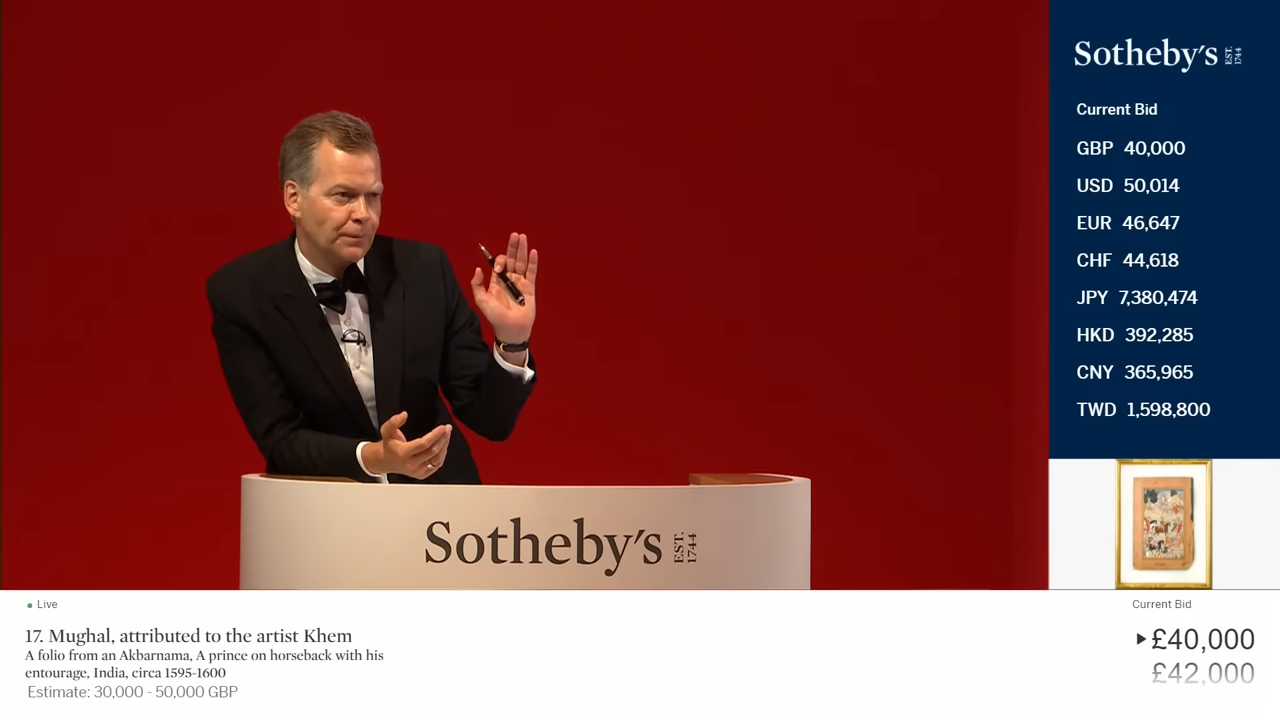 Sotheby's EST. 1744
Current Bid
GBP 40,000
USD 50,014
EUR 46,647
CHF 44,618
JPY 7,380,474
HKD 392,285
CNY 365,965
TWD 1,598,800
Sotheby's EST. 1744
Live
17. Mughal, attributed to the artist Khem
A folio from an Akbarnama, A prince on horseback with his
entourage, India, circa 1595-1600
Estimate: 30,000 - 50,000 GBP
Current Bid
£40,000
£42,000